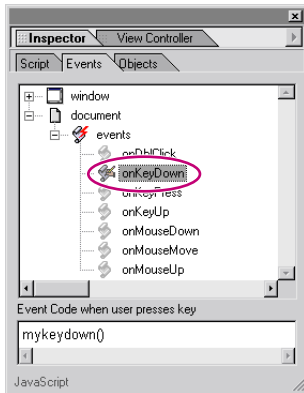 Inspector View Controller
Script Events Objects
window
document
events
onDblClick
onKeyDown
onKeyPress
onKeyUp
onMouseDown
onMouseMove
onMouseUp
Event Code when user presses key
mykeydown()
JavaScript